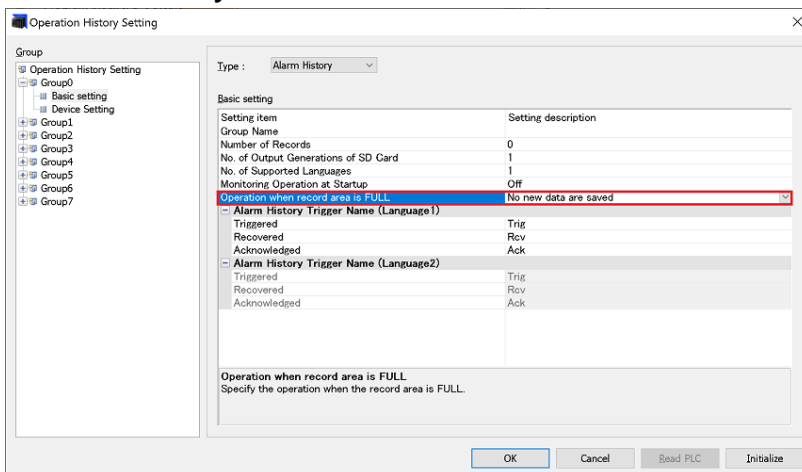 Operation History Setting
Group
Operation History Setting
Group0
Basic setting
Device Setting
Group1
Group2
Group3
Group4
Group5
Group6
Group7
Type : Alarm History
Basic setting
Setting item Setting description
Group Name
Number of Records 0
No. of Output Generations of SD Card 1
No. of Supported Languages 1
Monitoring Operation at Startup Off
Operation when record area is FULL No new data are saved
Alarm History Trigger Name (Language1)
Triggered Trig
Recovered Rcv
Acknowledged Ack
Alarm History Trigger Name (Language2)
Triggered Trig
Recovered Rcv
Acknowledged Ack
Operation when record area is FULL
Specify the operation when the record area is FULL.
OK Cancel Read PLC Initialize